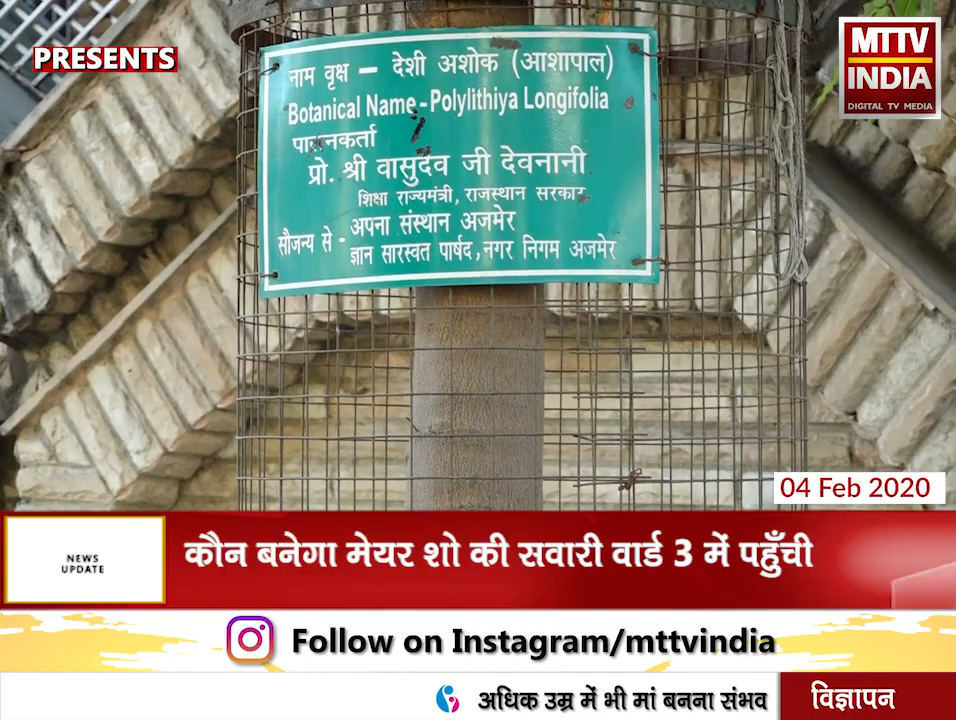 PRESENTS
MTTV
INDIA
DIGITAL TV MEDIA
नाम वृक्ष – देशी अशोक (आशापाल)
Botanical Name - Polylithiya Longifolia
पालनकर्ता
प्रो. श्री वासुदेव जी देवनानी
शिक्षा राज्यमंत्री, राजस्थान सरकार
सौजन्य से - अपना संस्थान अजमेर
ज्ञान सारस्वत पार्षद, नगर निगम अजमेर
04 Feb 2020
NEWS
UPDATE
कौन बनेगा मेयर शो की सवारी वार्ड 3 में पहुँची
Follow on Instagram/mttvindia
अधिक उम्र में भी मां बनना संभव
विज्ञापन